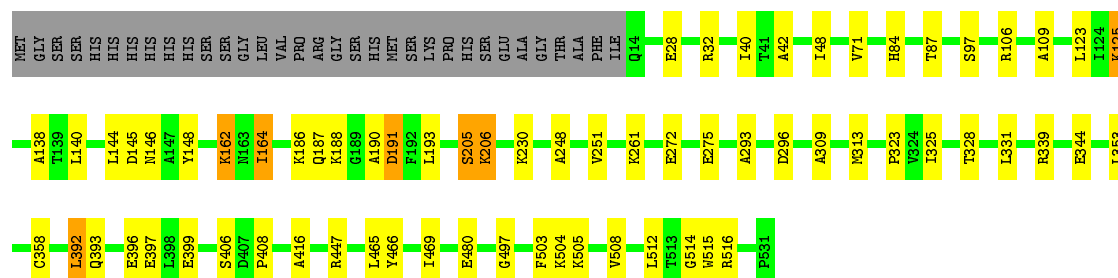 MET GLY SER SER HIS HIS HIS HIS HIS HIS SER SER GLY LEU VAL PRO ARG GLY SER HIS MET SER LYS PRO HIS SER GLU ALA GLY THR ALA PHE ILE Q14 E28 R32 I40 T41 A42 I48 V71 H84 T87 S97 R106 A109 L123 I124 K125
A138 T139 L140 L144 D145 N146 A147 Y148 K162 N163 I164 K186 Q187 K188 G189 A190 D191 F192 L193 S205 K206 K230 A248 V251 K261 E272 E275 A293 D296 A309 M313 P323 V324 I325 T328 L331 R339 E344 L353
C358 L392 Q393 E396 E397 L398 E399 S406 D407 P408 A416 R447 L465 Y466 I469 E480 G497 F503 K504 K505 V508 L512 T513 G514 W515 R516 P531